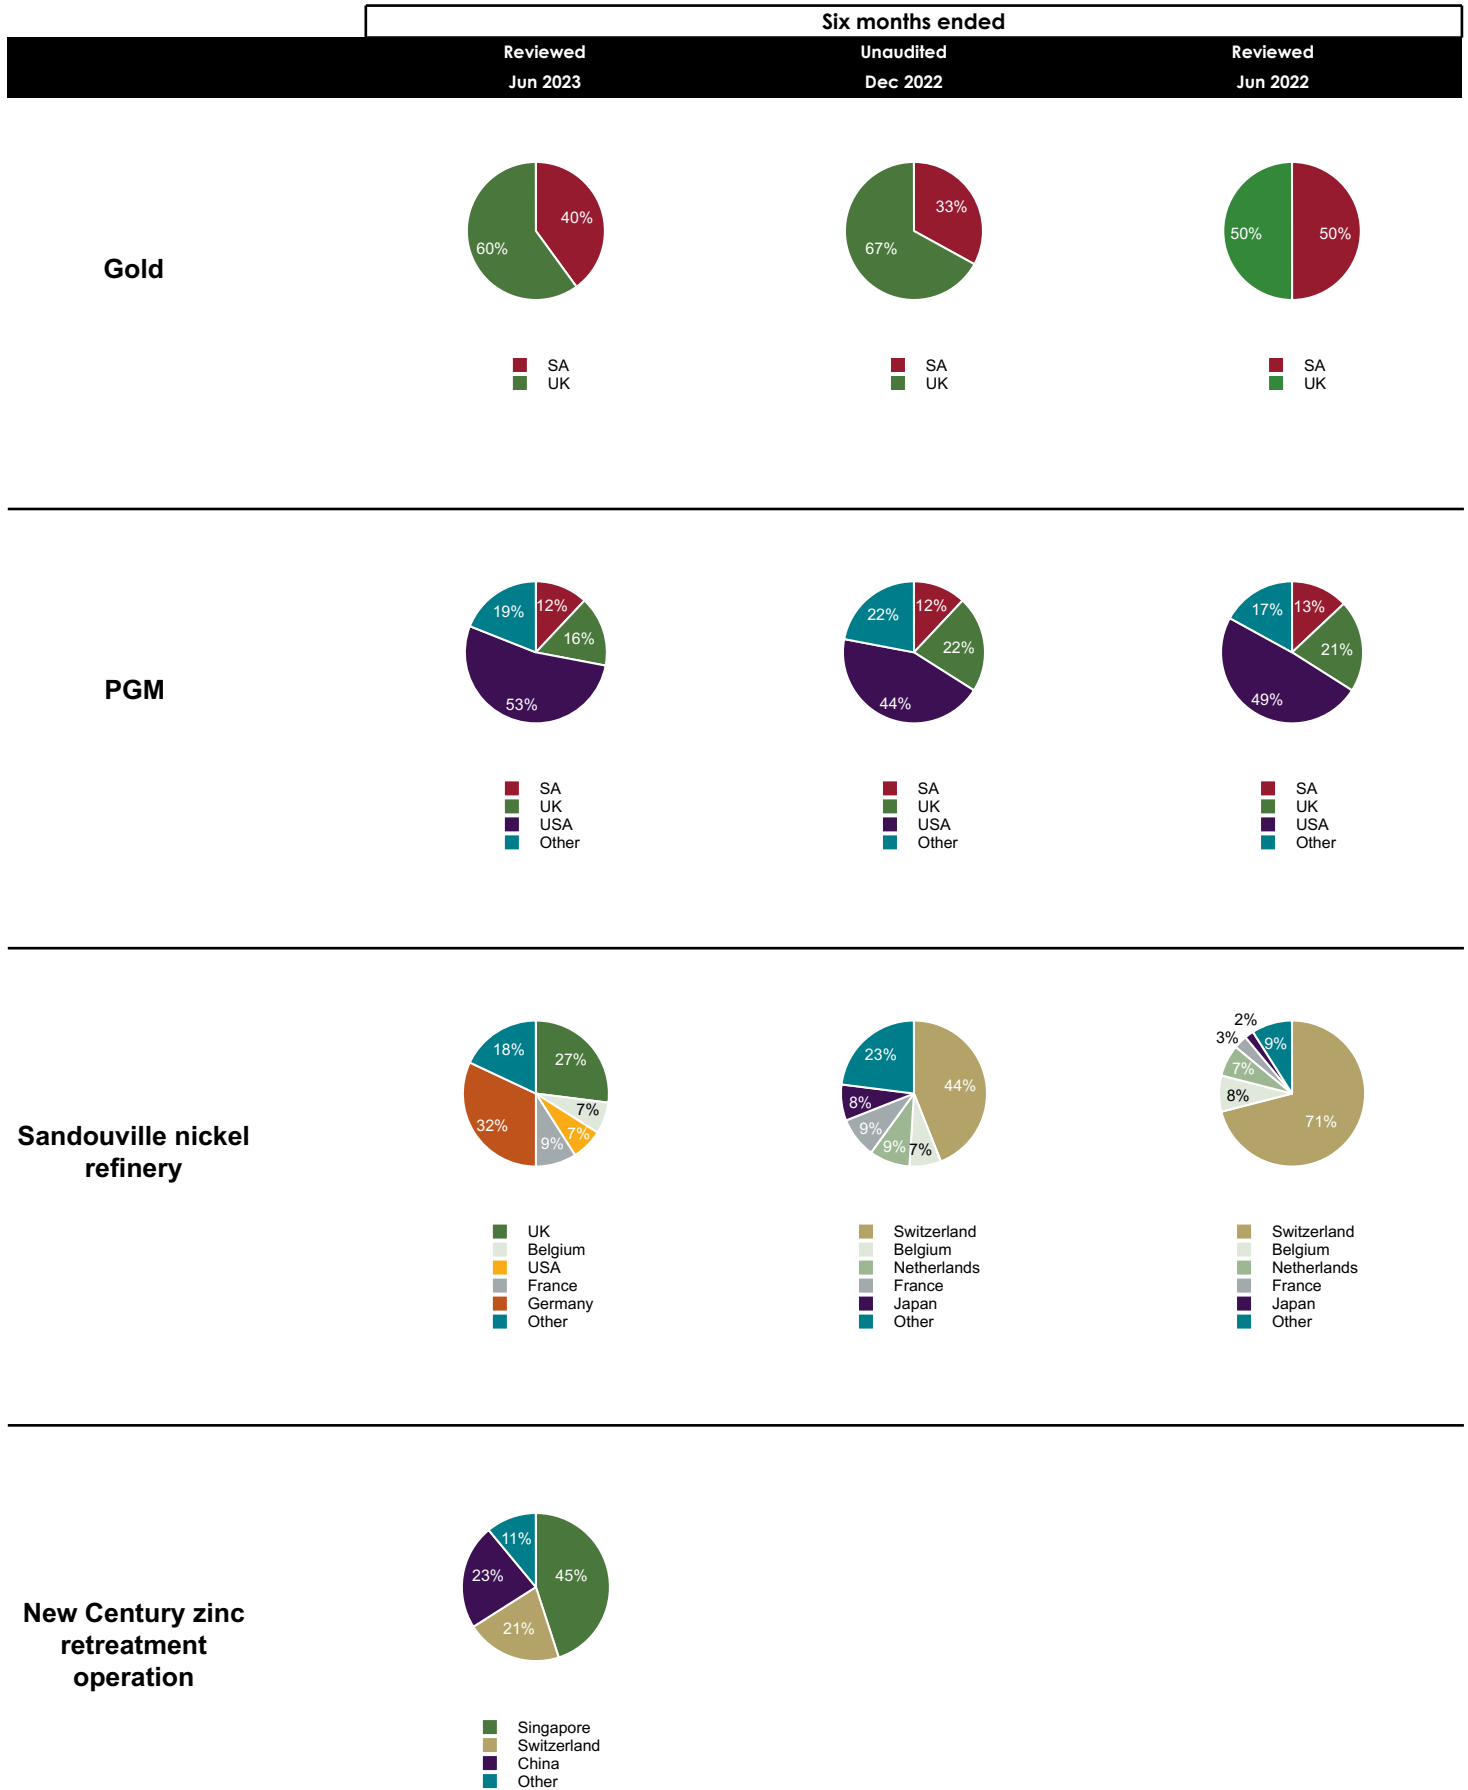 Six months ended
Reviewed Unaudited Reviewed
Jun 2023 Dec 2022 Jun 2022
Gold
40%
60%
SA
UK
33%
67%
SA
UK
50%
50%
SA
UK
PGM
19%
12%
16%
53%
SA
UK
USA
Other
22%
12%
22%
44%
SA
UK
USA
Other
17%
13%
21%
49%
SA
UK
USA
Other
Sandouville nickel
refinery
18%
27%
7%
7%
9%
32%
UK
Belgium
USA
France
Germany
Other
23%
44%
8%
9%
9%
7%
Switzerland
Belgium
Netherlands
France
Japan
Other
2%
3%
9%
7%
8%
71%
Switzerland
Belgium
Netherlands
France
Japan
Other
New Century zinc
retreatment
operation
11%
23%
45%
21%
Singapore
Switzerland
China
Other